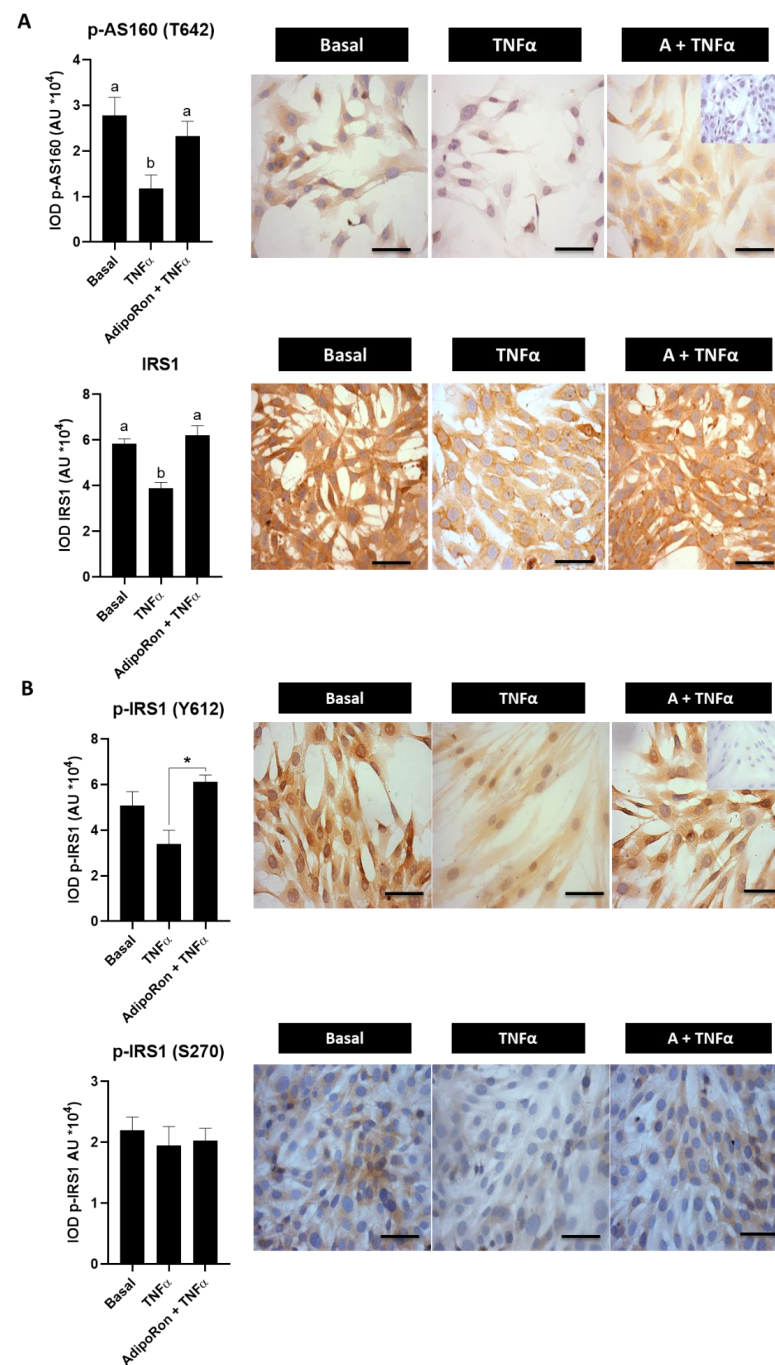 A
p-AS160 (T642)
IOD p-AS160 (AU *10⁴)
4
3
2
1
0
a
b
a
Basal
TNFα
AdipoRon + TNFα
Basal
TNFα
A + TNFα
IRS1
IOD IRS1 (AU *10⁴)
8
6
4
2
0
a
b
a
Basal
TNFα
AdipoRon + TNFα
Basal
TNFα
A + TNFα
B
p-IRS1 (Y612)
IOD p-IRS1 (AU *10⁴)
8
6
4
2
0
*
Basal
TNFα
AdipoRon + TNFα
Basal
TNFα
A + TNFα
p-IRS1 (S270)
IOD p-IRS1 AU *10⁴)
3
2
1
0
Basal
TNFα
AdipoRon + TNFα
Basal
TNFα
A + TNFα